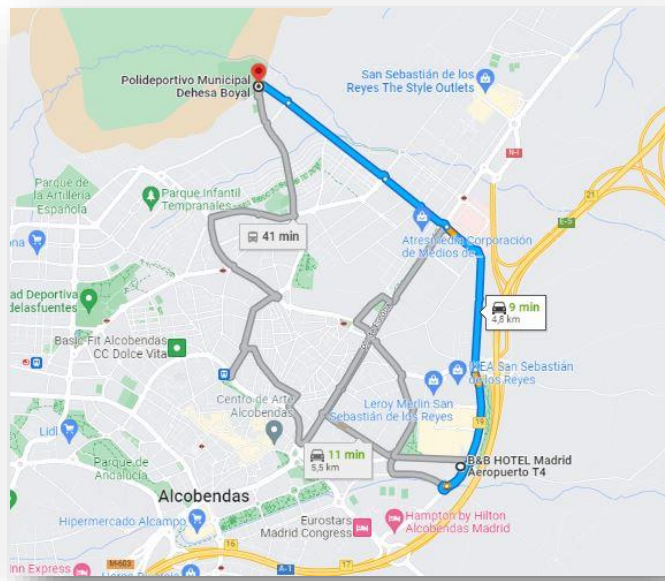 Polideportivo Municipal
Dehesa Boyal
San Sebastián de los
Reyes The Style Outlets
N-I
Parque de
la Artillería
Española
Parque Infantil
Tempranales
21
E-5
41 min
Atresmedia Corporación
de Medios de
ad Deportiva
delasfuentes
9 min
4,8 km
Basic-Fit Alcobendas
CC Dolce Vita
IKEA San Sebastián
de los Reyes
Centro de Arte
Alcobendas
Leroy Merlin San
Sebastián de los Reyes
19
Lidl
11 min
5,5 km
B&B HOTEL Madrid
Aeropuerto T4
Parque de
Andalucía
Alcobendas
Hipermercado Alcampo
Eurostars
Madrid Congress
Hampton by Hilton
Alcobendas Madrid
16
17
M-603
A-1
Inn Express